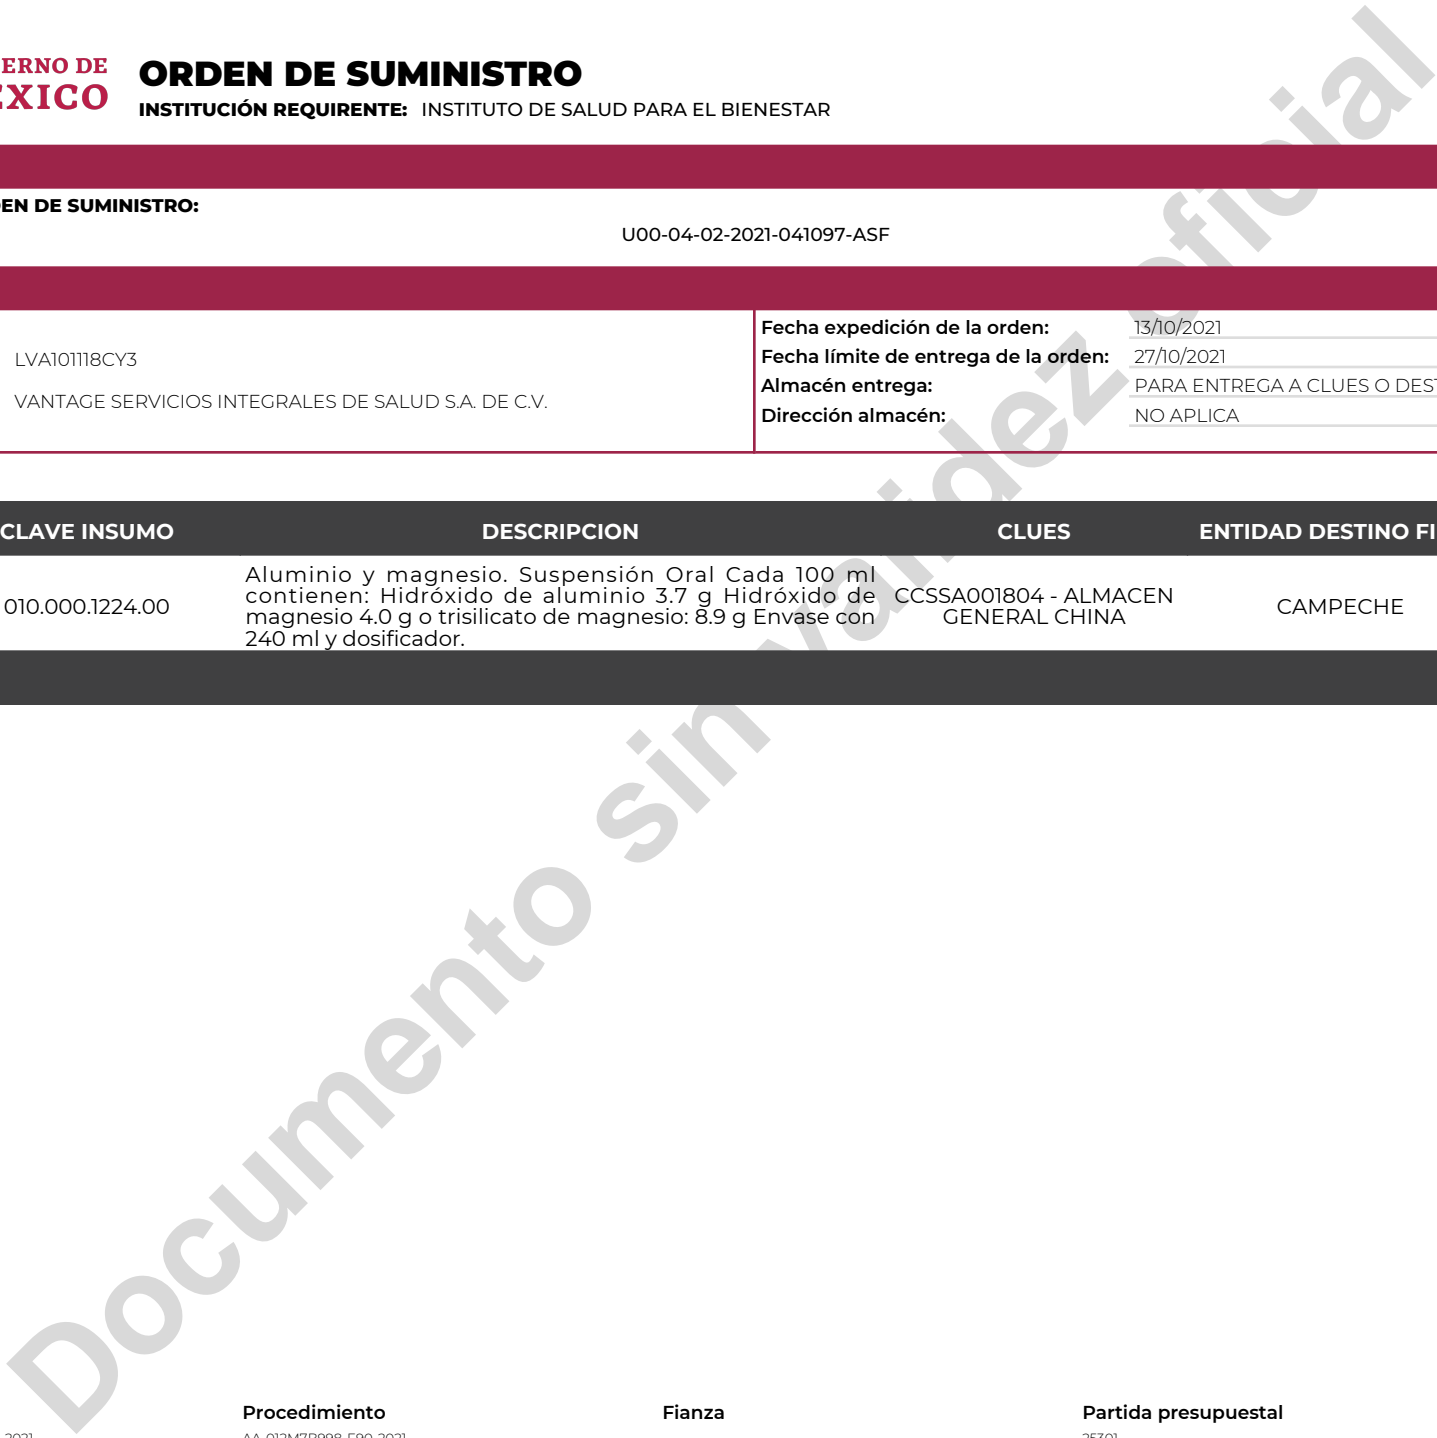 ERNO DE
ÉXICO
ORDEN DE SUMINISTRO
INSTITUCIÓN REQUIRENTE: INSTITUTO DE SALUD PARA EL BIENESTAR
EN DE SUMINISTRO:
U00-04-02-2021-041097-ASF
LVA101118CY3
VANTAGE SERVICIOS INTEGRALES DE SALUD S.A. DE C.V.
Fecha expedición de la orden: 13/10/2021
Fecha límite de entrega de la orden: 27/10/2021
Almacén entrega: PARA ENTREGA A CLUES O DEST
Dirección almacén: NO APLICA
CLAVE INSUMO DESCRIPCION CLUES ENTIDAD DESTINO FI
010.000.1224.00
Aluminio y magnesio. Suspensión Oral Cada 100 ml
contienen: Hidróxido de aluminio 3.7 g Hidróxido de
magnesio 4.0 g o trisilicato de magnesio: 8.9 g Envase con
240 ml y dosificador.
CCSSA001804 - ALMACEN
GENERAL CHINA
CAMPECHE
Documento sin validez oficial
Procedimiento Fianza Partida presupuestal